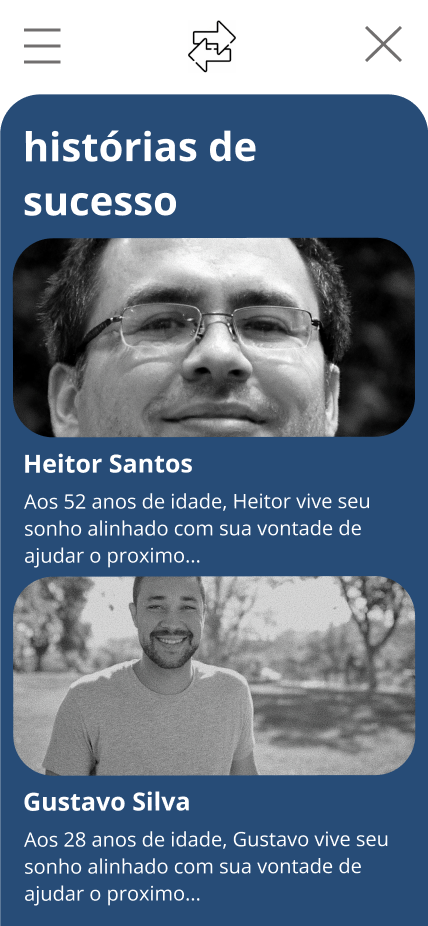 histórias de
sucesso
Heitor Santos
Aos 52 anos de idade, Heitor vive seu
sonho alinhado com sua vontade de
ajudar o proximo...
Gustavo Silva
Aos 28 anos de idade, Gustavo vive seu
sonho alinhado com sua vontade de
ajudar o proximo...